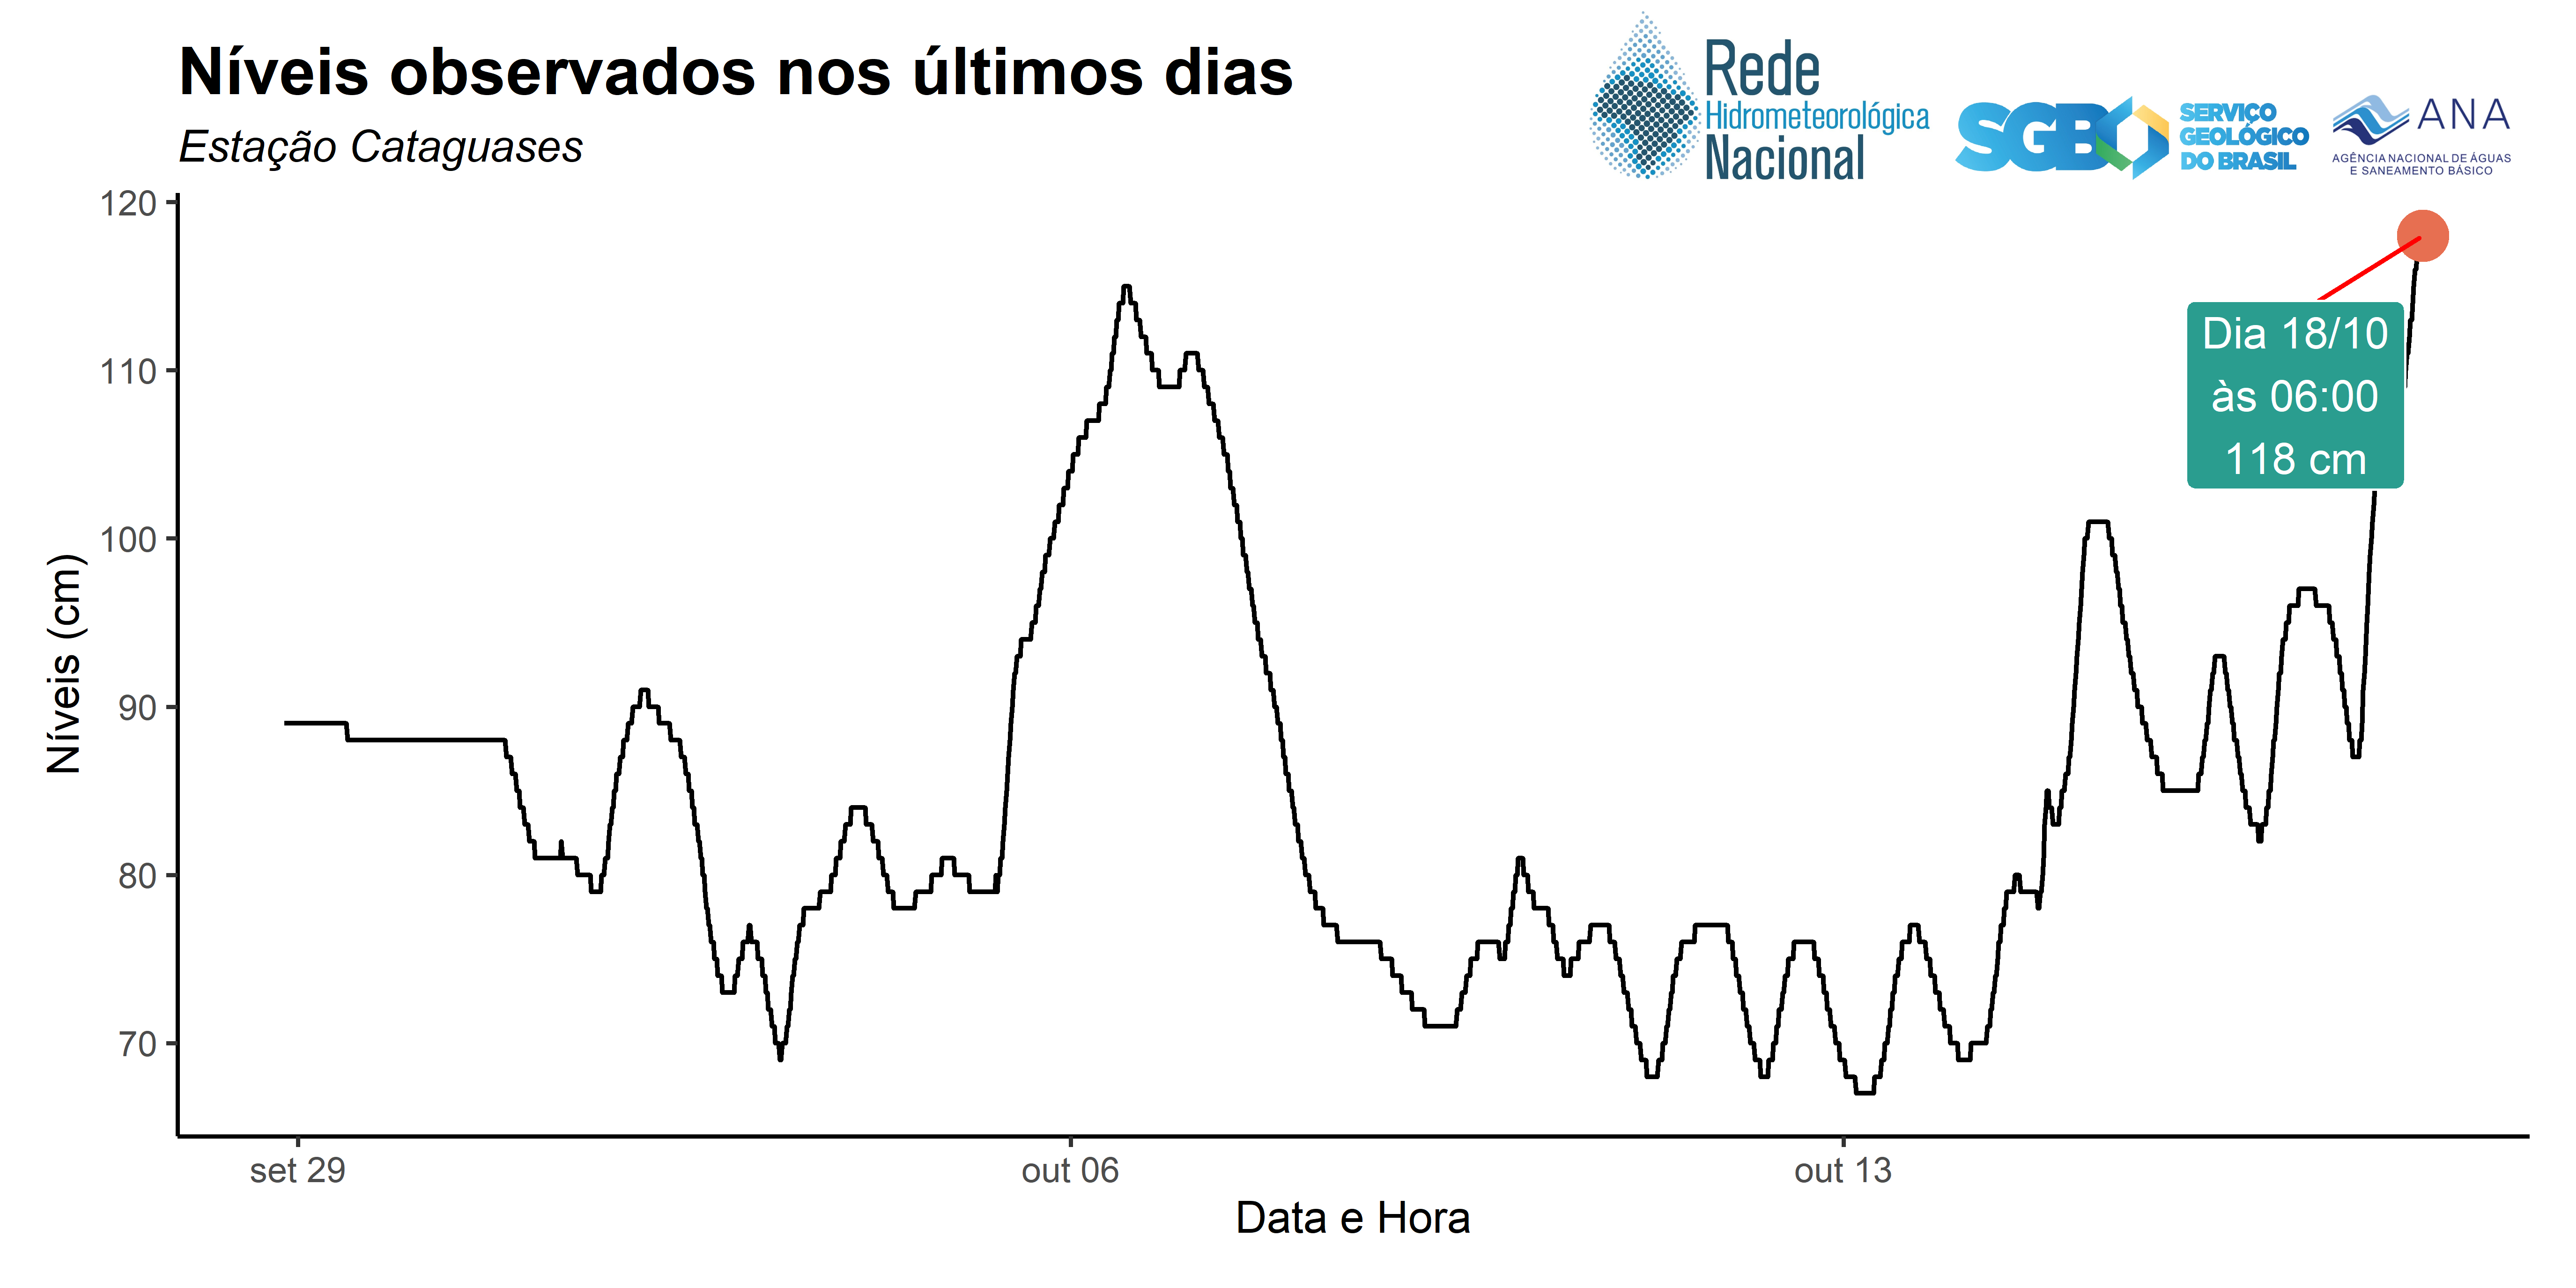 Níveis observados nos últimos dias
Estação Cataguases
Rede
Hidrometeorológica
Nacional
SGB
SERVIÇO
GEOLÓGICO
DO BRASIL
ANA
AGÊNCIA NACIONAL DE ÁGUAS
E SANEAMENTO BÁSICO
120
110
100
90
80
70
Níveis (cm)
Dia 18/10
às 06:00
118 cm
set 29
out 06
out 13
Data e Hora